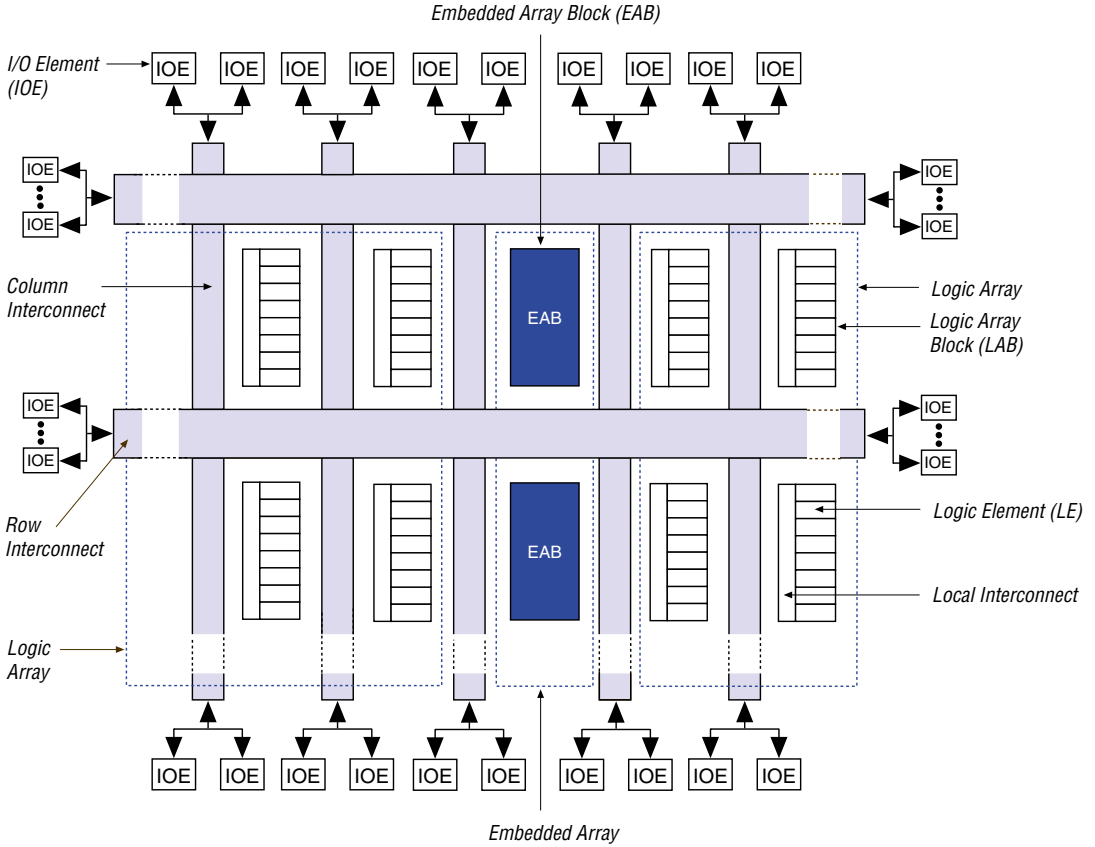 Embedded Array Block (EAB)
I/O Element
(IOE)
IOE IOE IOE IOE IOE IOE IOE IOE IOE IOE
IOE IOE
IOE IOE
Column
Interconnect
EAB
Logic Array
Logic Array
Block (LAB)
IOE IOE
IOE IOE
Row
Interconnect
EAB
Logic Element (LE)
Local Interconnect
Logic
Array
IOE IOE IOE IOE IOE IOE IOE IOE IOE IOE
Embedded Array